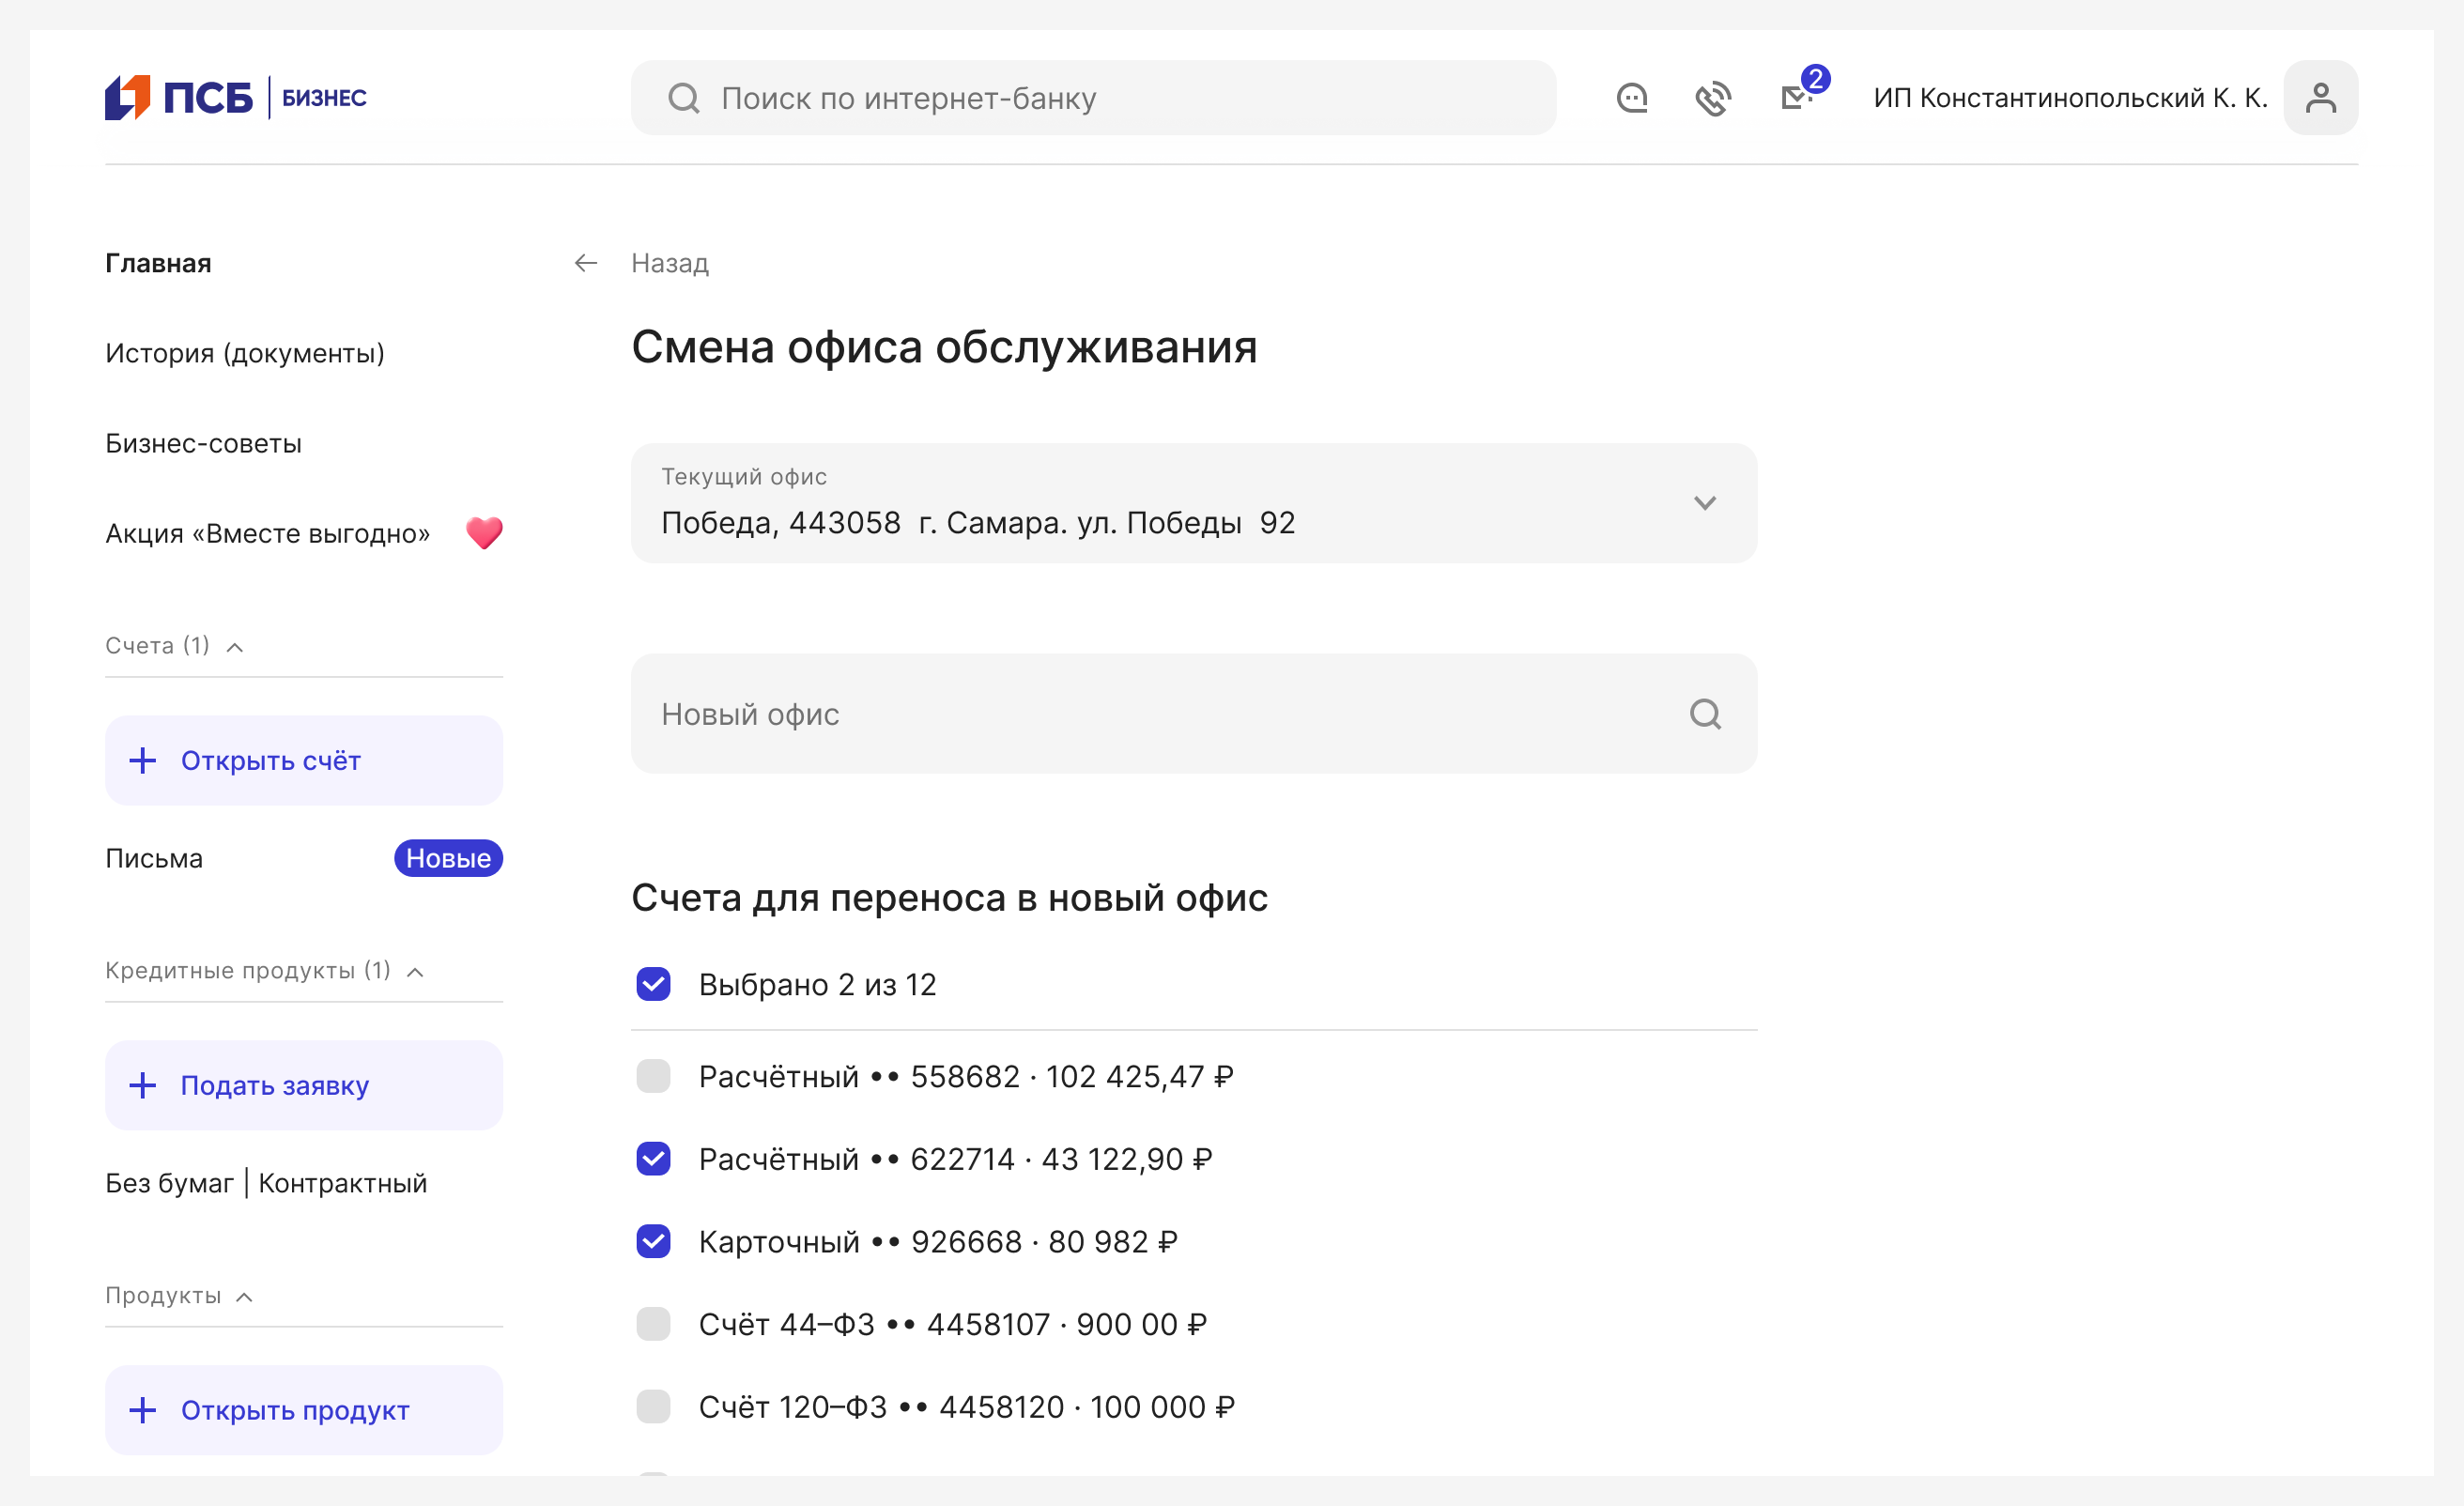 ПСБ БИЗНЕС
Поиск по интернет-банку
2
ИП Константинопольский К. К.
Главная
История (документы)
Бизнес-советы
Акция «Вместе выгодно»
Счета (1)
Открыть счёт
Письма
Новые
Кредитные продукты (1)
Подать заявку
Без бумаг | Контрактный
Продукты
Открыть продукт
Назад
Смена офиса обслуживания
Текущий офис
Победа, 443058 г. Самара. ул. Победы 92
Новый офис
Счета для переноса в новый офис
Выбрано 2 из 12
Расчётный •• 558682 · 102 425,47 ₽
Расчётный •• 622714 · 43 122,90 ₽
Карточный •• 926668 · 80 982 ₽
Счёт 44–ФЗ •• 4458107 · 900 00 ₽
Счёт 120–ФЗ •• 4458120 · 100 000 ₽